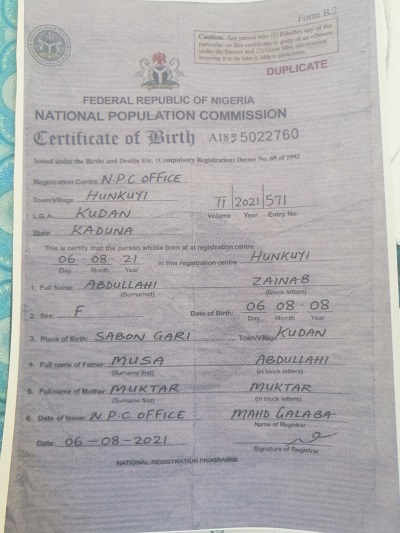 Form B.2
Caution: Any person who (1) Falsifies any of the
particular on this certificate is guilty of an offence
under the Decree and (2) Gives false information
knowing it to be false is able to prosecution.
DUPLICATE
FEDERAL REPUBLIC OF NIGERIA
NATIONAL POPULATION COMMISSION
Certificate of Birth A183 5022760
Issued under the Births and Deaths Etc. (Compulsory Registration) Decree No. 69 of 1992
Registration Centre N.P.C OFFICE
Town/Village HUNKUYI
L.G.A. KUDAN
State KADUNA
11 2021 571
Volume Year Entry No.
This is certify that the person whose born at at registration centre
06 08 21 in this registration centre HUNKUYI
Day Month Year
1. Full Name: ABDULLAHI ZAINAB
(Surname) (Block letters)
2. Sex: F Date of Birth: 06 08 08
Day Month Year
3. Place of Birth: SABON GARI Town/Village KUDAN
4. Full name of Father: MUSA ABDULLAHI
(Surname first) (in block letters)
5. Full name of Mother: MUKTAR MUKTAR
(Surname first) (in block letters)
6. Date of Issue: N.P.C OFFICE MAHD GALABA
Name of Registrar
Date: 06-08-2021
Signature of Registrar
NATIONAL REGISTRATION PROGRAMME